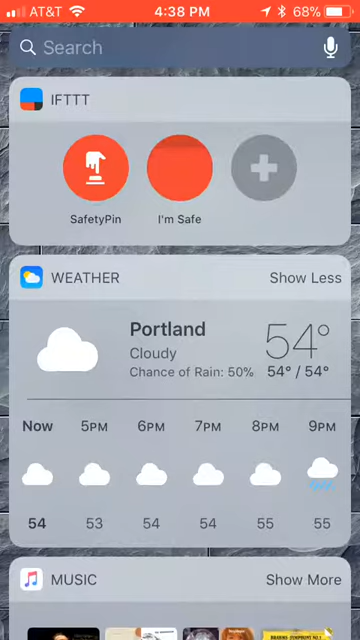 AT&T 4:38 PM 68%
Search
IFTTT
SafetyPin I'm Safe
WEATHER Show Less
Portland 54°
Cloudy
Chance of Rain: 50% 54° / 54°
Now 5PM 6PM 7PM 8PM 9PM
54 53 54 54 55 55
MUSIC Show More